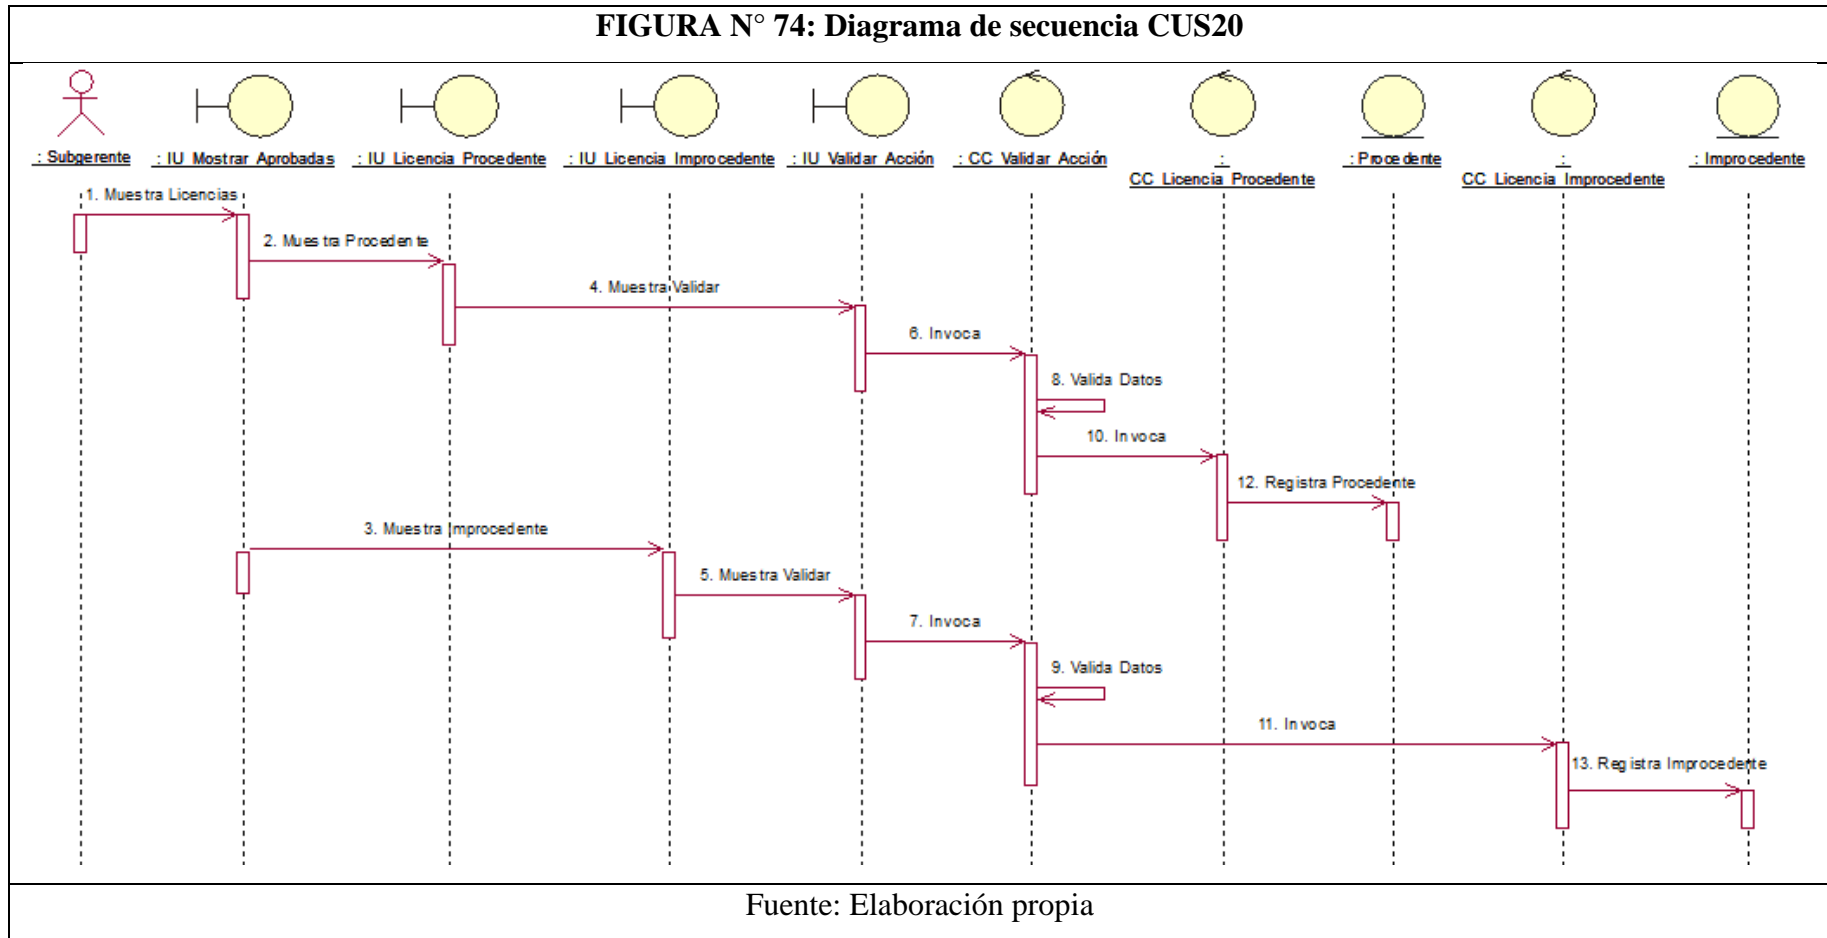 FIGURA N° 74: Diagrama de secuencia CUS20
: Subgerente
: IU Mostrar Aprobadas
: IU Licencia Procedente
: IU Licencia Improcedente
: IU Validar Acción
: CC Validar Acción
:
CC Licencia Procedente
: Procedente
:
CC Licencia Improcedente
: Improcedente
1. Muestra Licencias
2. Muestra Procedente
4. Muestra Validar
6. Invoca
8. Valida Datos
10. Invoca
12. Registra Procedente
3. Muestra Improcedente
5. Muestra Validar
7. Invoca
9. Valida Datos
11. Invoca
13. Registra Improcedente
Fuente: Elaboración propia